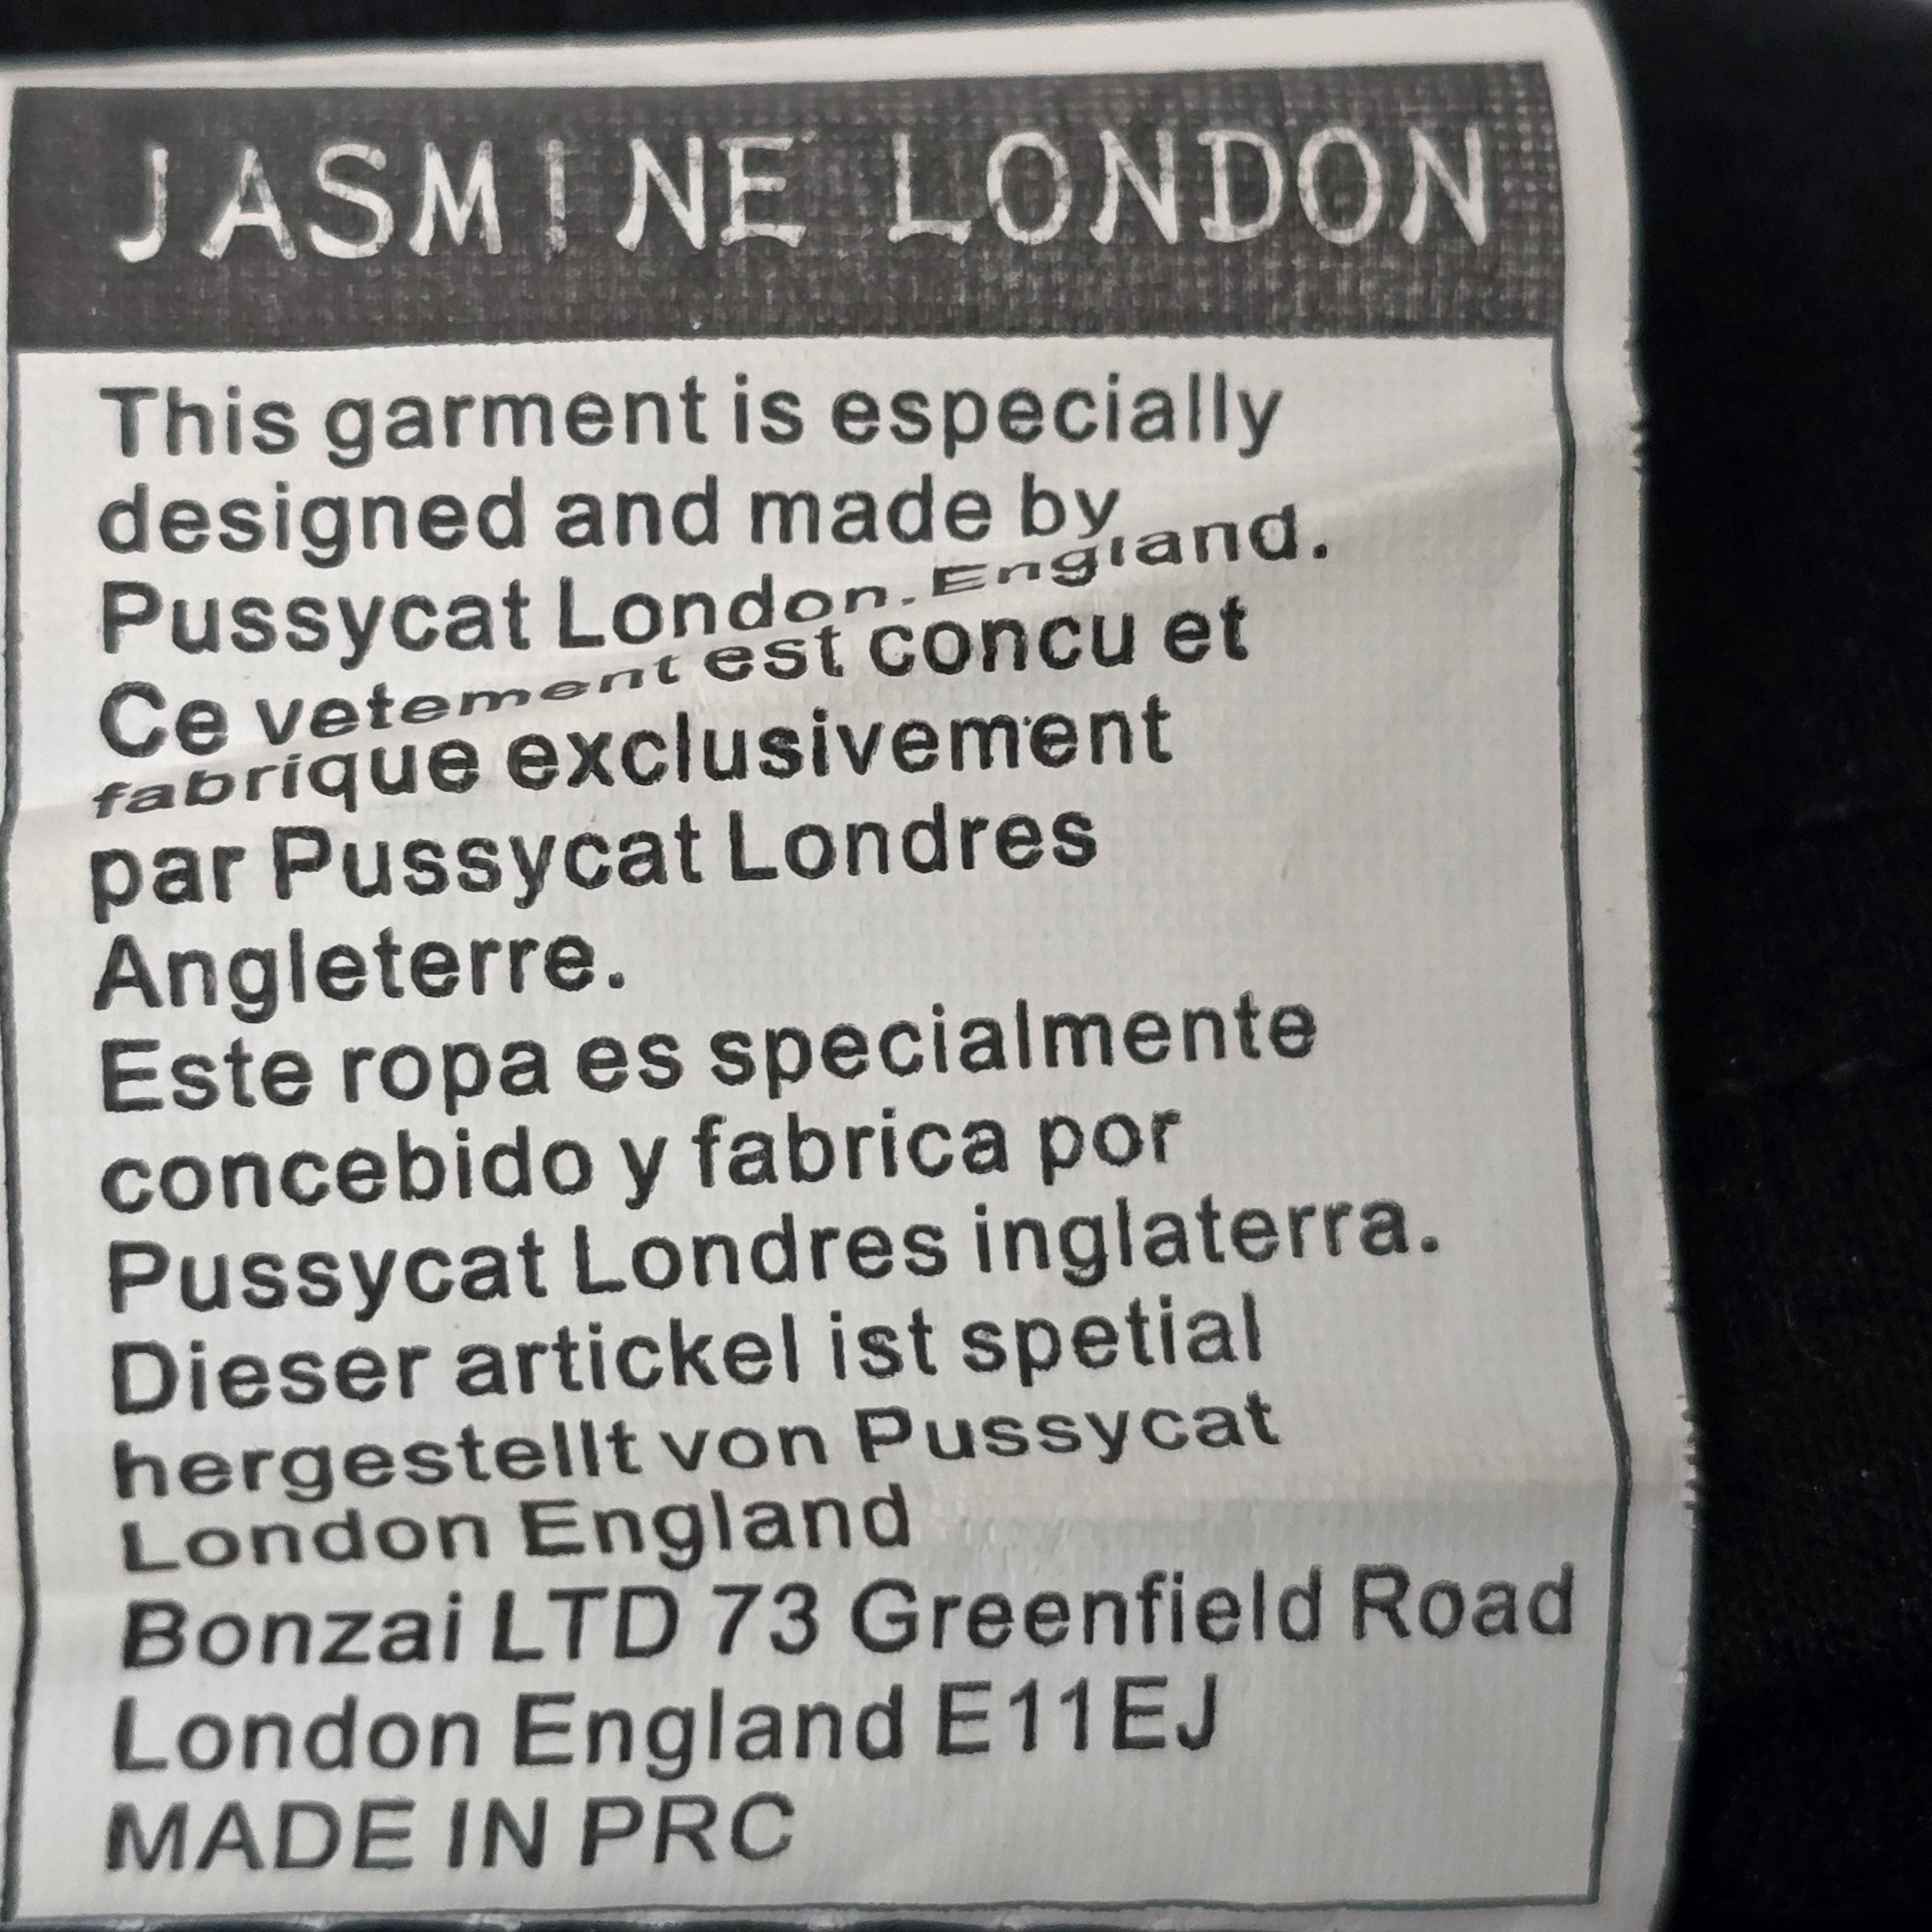 JASMINE LONDON
This garment is especially
designed and made by
Pussycat London. England.
Ce vetement est concu et
fabrique exclusivement
par Pussycat Londres
Angleterre.
Este ropa es specialmente
concebido y fabrica por
Pussycat Londres inglaterra.
Dieser artickel ist spetial
hergestellt von Pussycat
London England
Bonzai LTD 73 Greenfield Road
London England E11EJ
MADE IN PRC